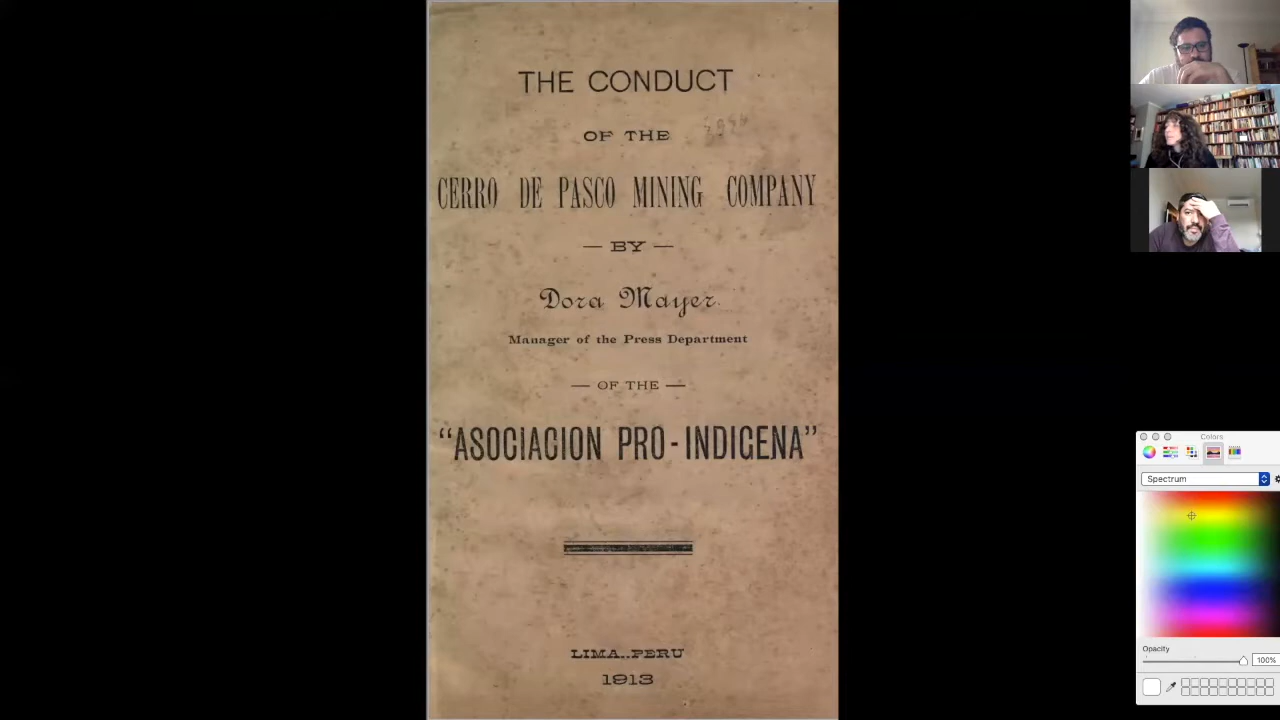 THE CONDUCT
OF THE
CERRO DE PASCO MINING COMPANY
— BY —
Dora Mayer.
Manager of the Press Department
— OF THE —
“ASOCIACION PRO-INDIGENA”
LIMA..PERU
1913
Colors
Spectrum
Opacity
100%